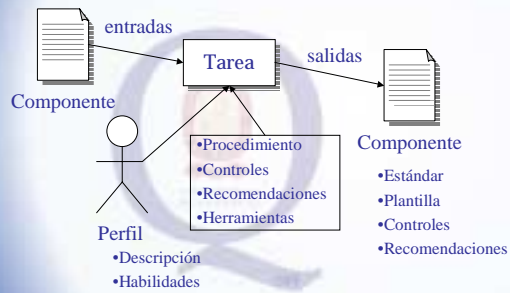 entradas
Tarea
salidas
Componente
Componente
•Procedimiento
•Controles
•Recomendaciones
•Herramientas
•Estándar
•Plantilla
•Controles
•Recomendaciones
Perfil
•Descripción
•Habilidades